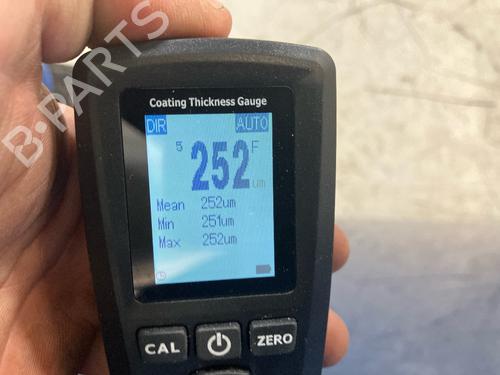 Coating Thickness Gauge
DIR AUTO
5 252 F um
Mean 252um
Min 251um
Max 252um
CAL ZERO
B-PARTS